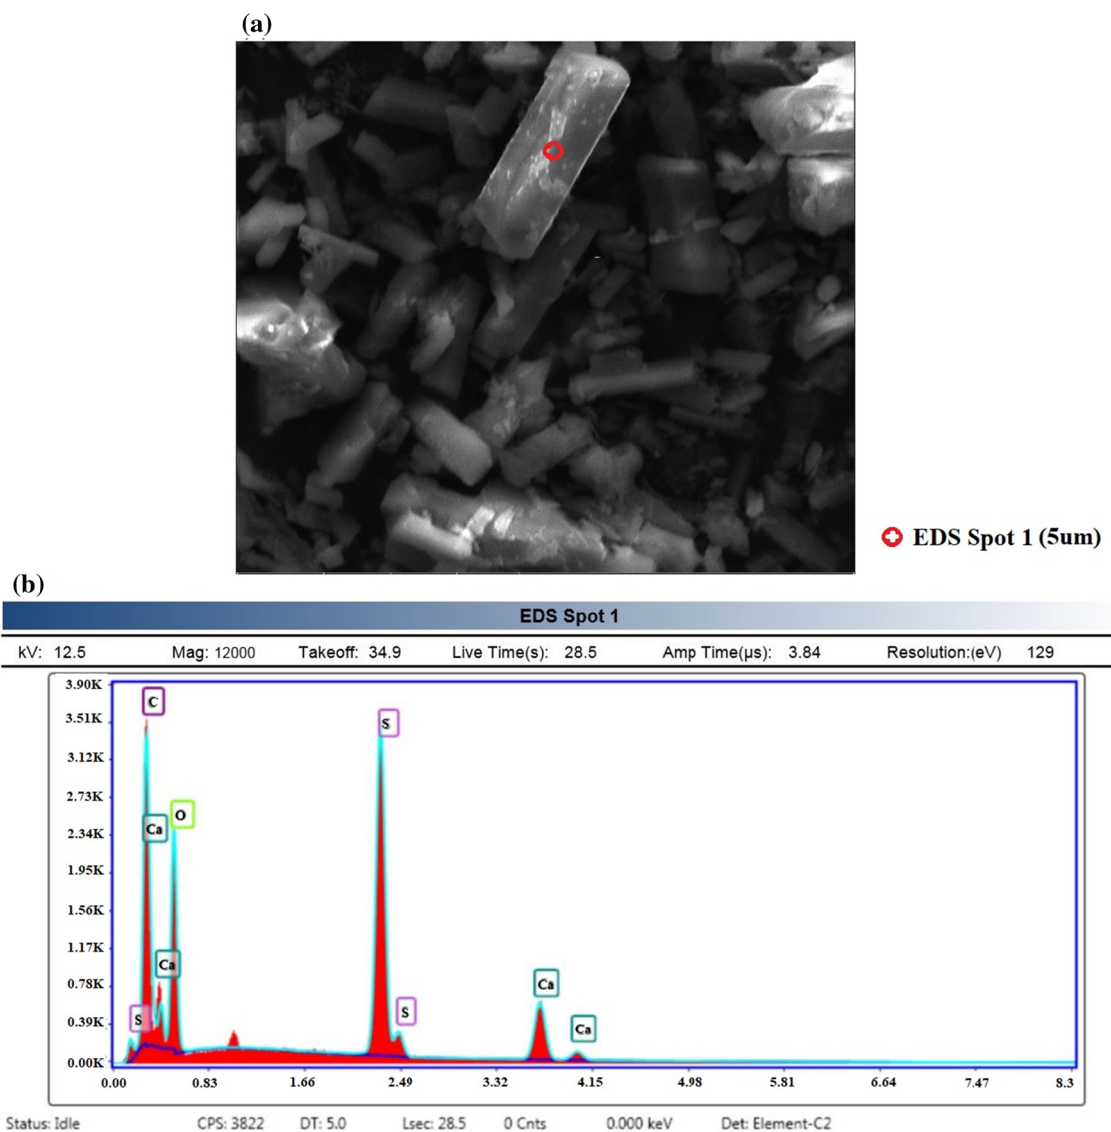 (a)
EDS Spot 1 (5um)
(b)
EDS Spot 1
kV: 12.5 Mag: 12000 Takeoff: 34.9 Live Time(s): 28.5 Amp Time(µs): 3.84 Resolution:(eV) 129
3.90K
C
3.51K
S
3.12K
2.73K
O
Ca
2.34K
1.95K
1.56K
1.17K
Ca
Ca
0.78K
S
S
Ca
0.39K
0.00K
0.00 0.83 1.66 2.49 3.32 4.15 4.98 5.81 6.64 7.47 8.3
Status: Idle CPS: 3822 DT: 5.0 Lsec: 28.5 0 Cnts 0.000 keV Det: Element-C2